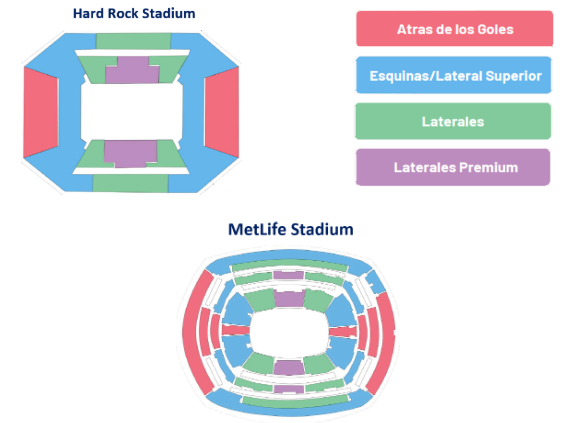 Hard Rock Stadium
Atras de los Goles
Esquinas/Lateral Superior
Laterales
Laterales Premium
MetLife Stadium